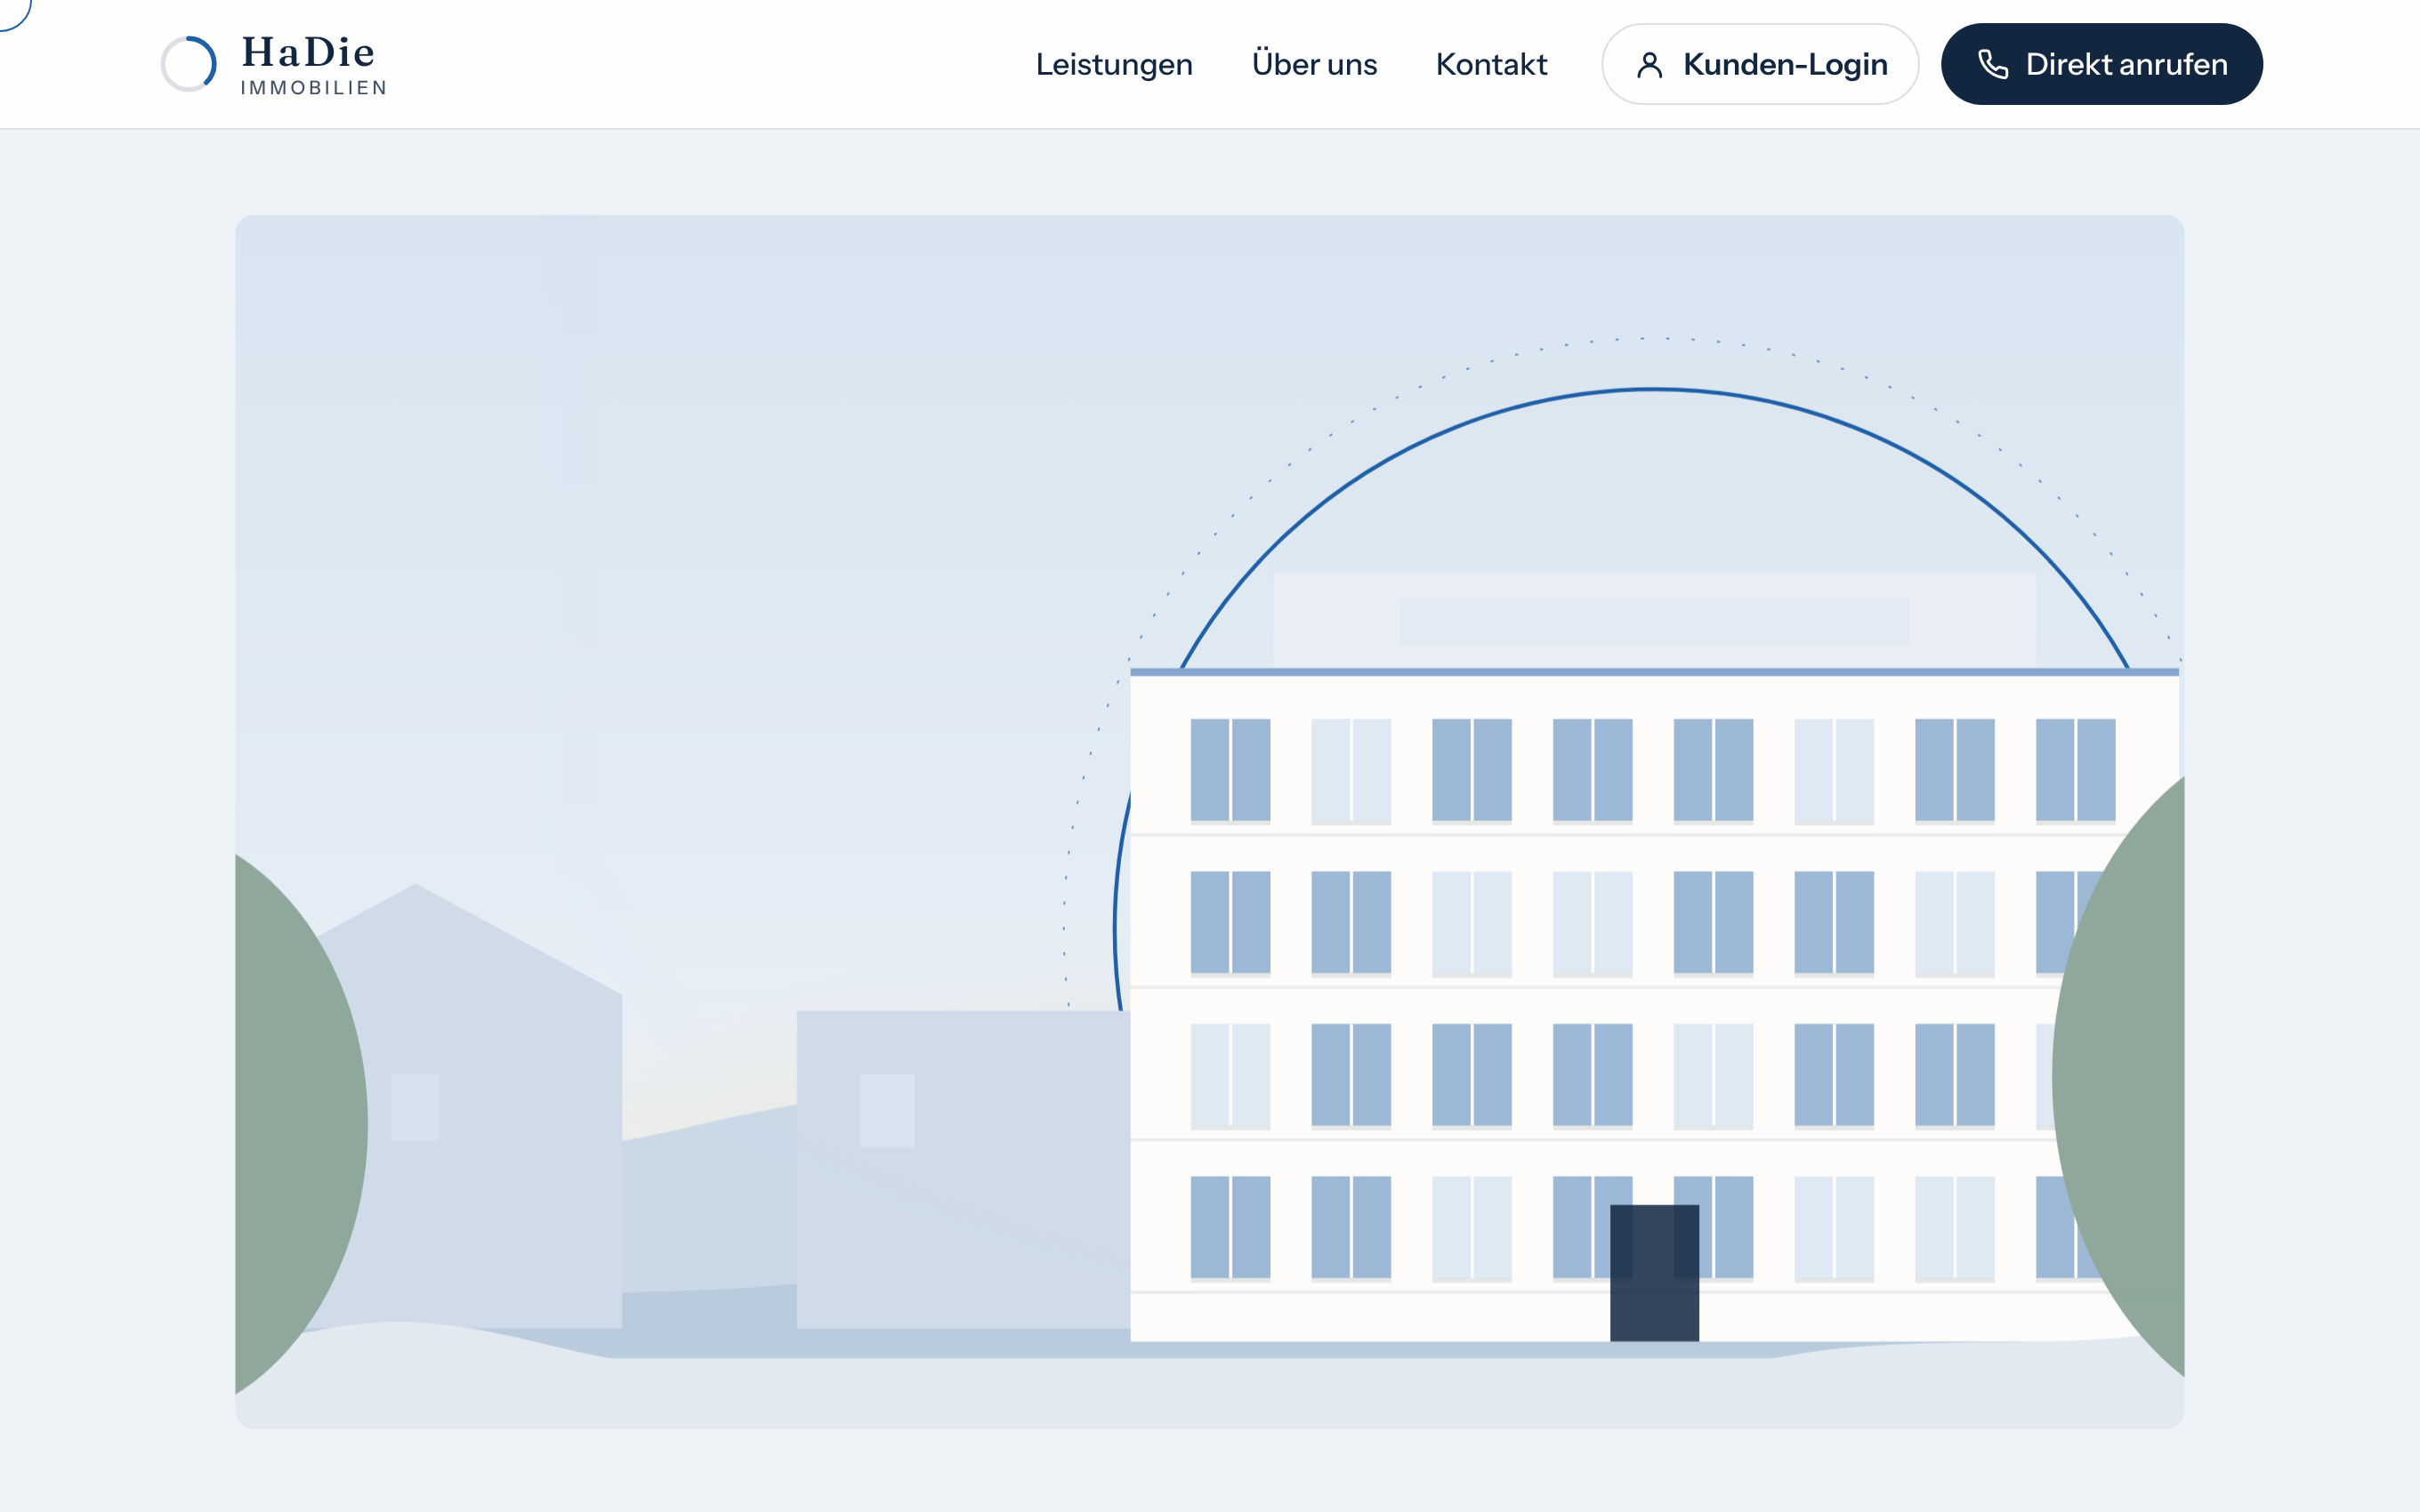 HaDie
IMMOBILIEN
Leistungen
Über uns
Kontakt
Kunden-Login
Direkt anrufen